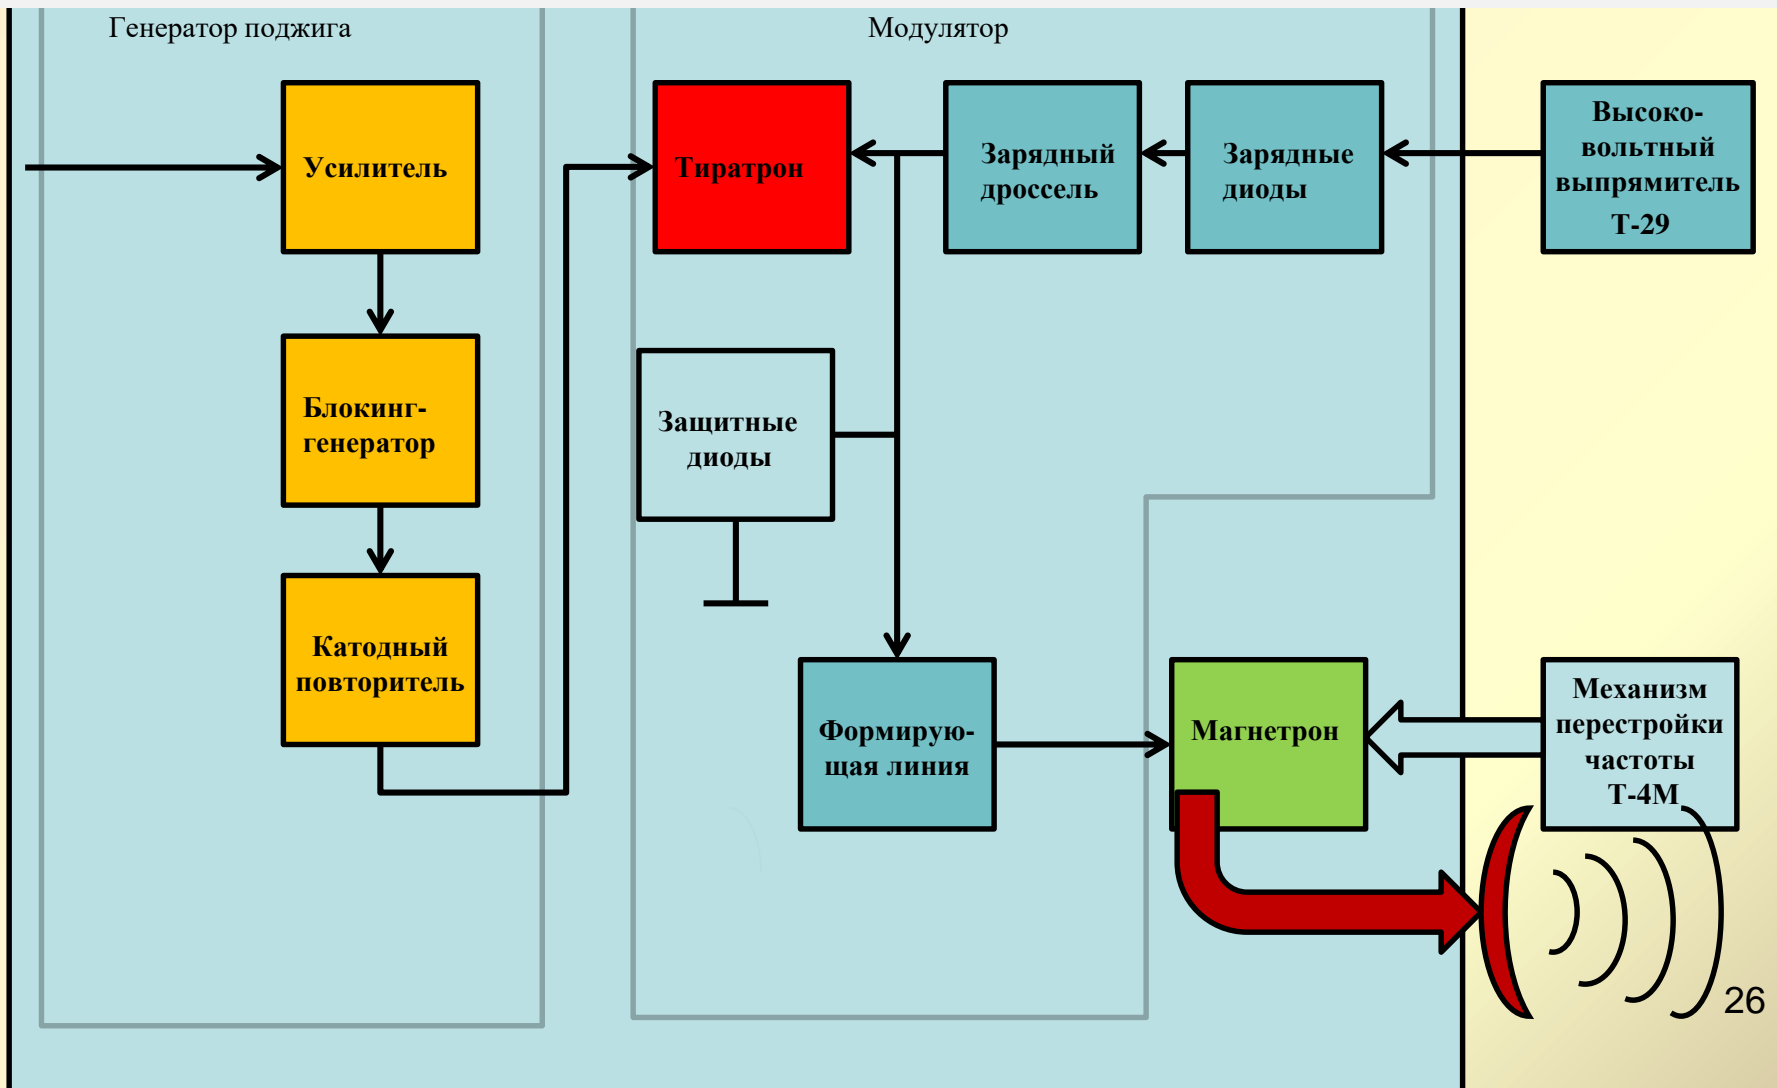 Генератор поджига
Модулятор
Усилитель
Тиратрон
Зарядный
дроссель
Зарядные
диоды
Высоко-
вольтный
выпрямитель
Т-29
Блокинг-
генератор
Защитные
диоды
Катодный
повторитель
Формирую-
щая линия
Магнетрон
Механизм
перестройки
частоты
Т-4М
26